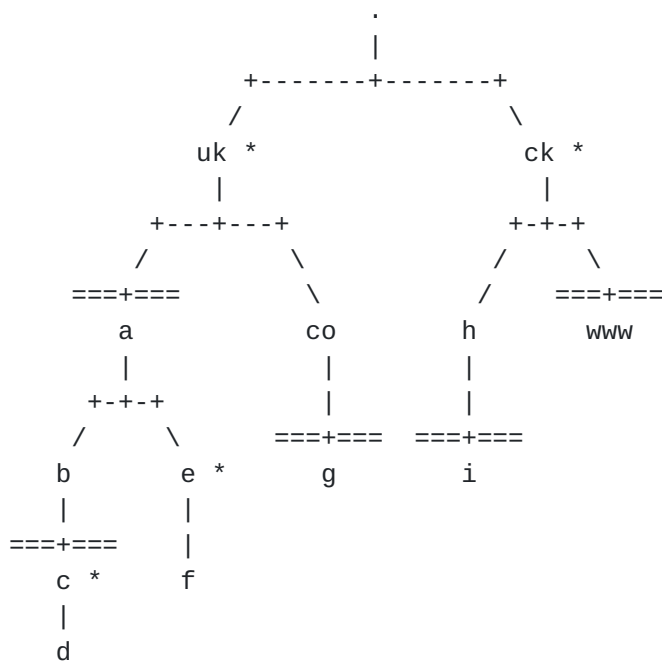 .
|
+-------+-------+
/ \
uk * ck *
| |
+---+---+ +-+-+
/ \ / \
===+=== \ / ===+===
a co h www
| | |
+-+-+ | |
/ \ ===+=== ===+===
b e * g i
| |
===+=== |
c * f
|
d